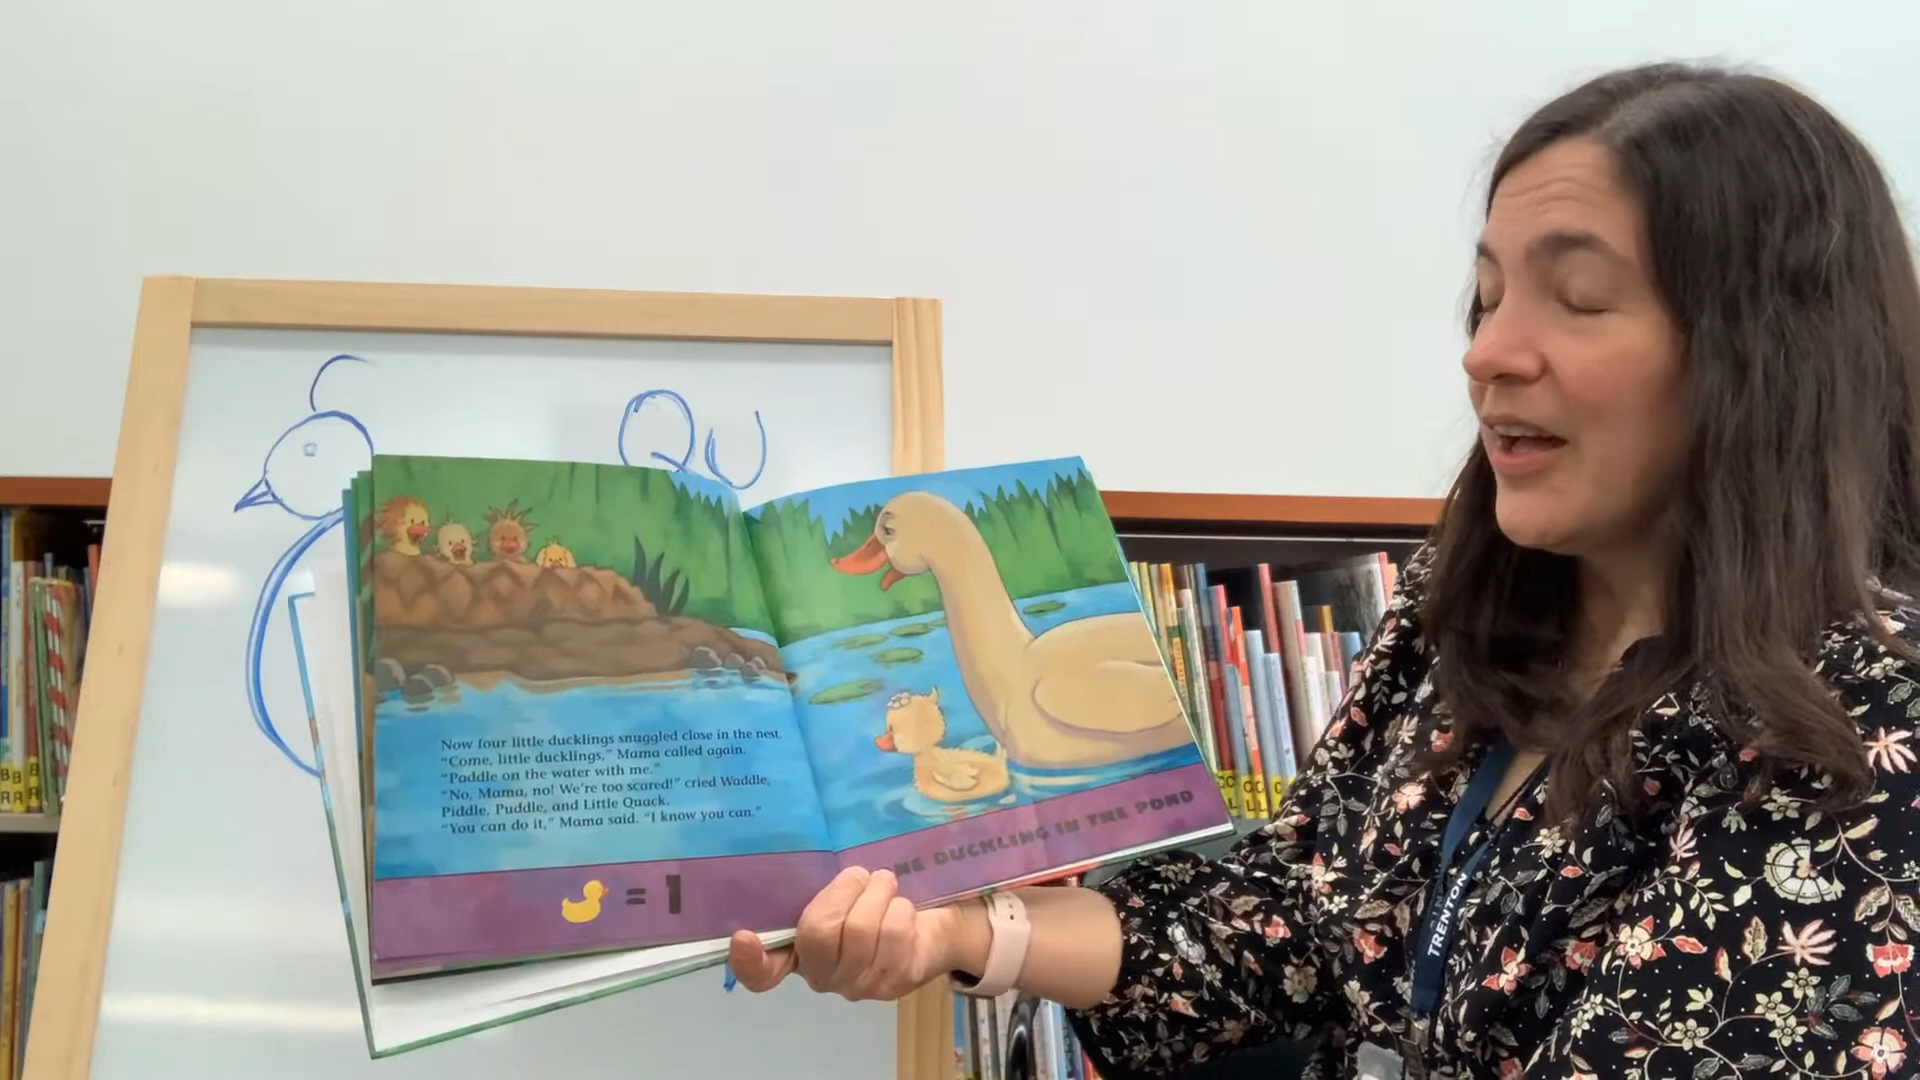 QU
Now four little ducklings snuggled close in the nest.
“Come, little ducklings,” Mama called again.
“Paddle on the water with me.”
“No, Mama, no! We’re too scared!” cried Waddle,
Piddle, Puddle, and Little Quack.
“You can do it,” Mama said. “I know you can.”
= 1
DUCKLING IN THE POND
TRENTON